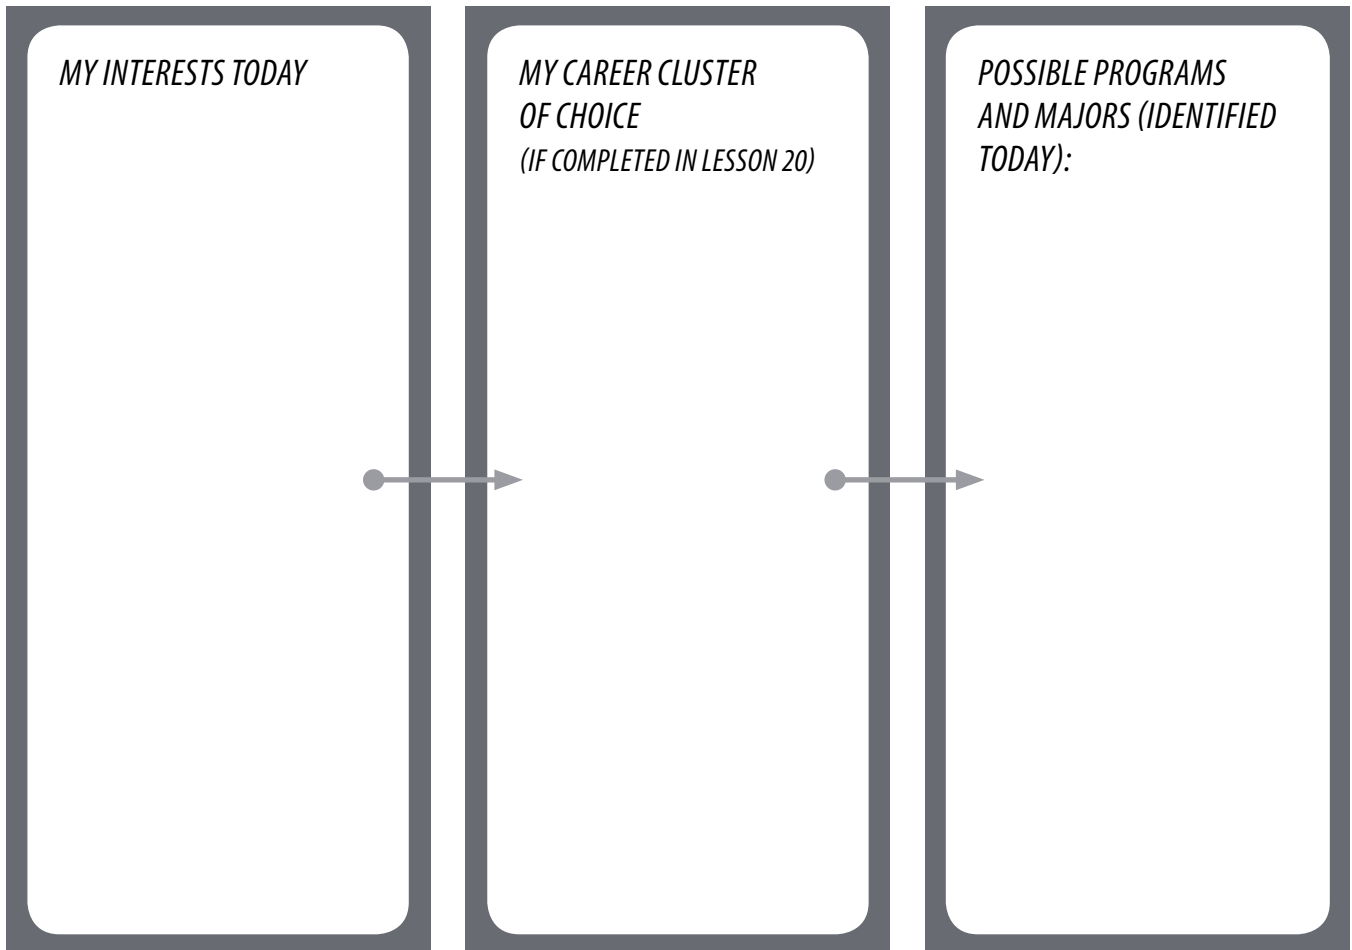 MY INTERESTS TODAY
MY CAREER CLUSTER
OF CHOICE
(IF COMPLETED IN LESSON 20)
POSSIBLE PROGRAMS
AND MAJORS (IDENTIFIED
TODAY):